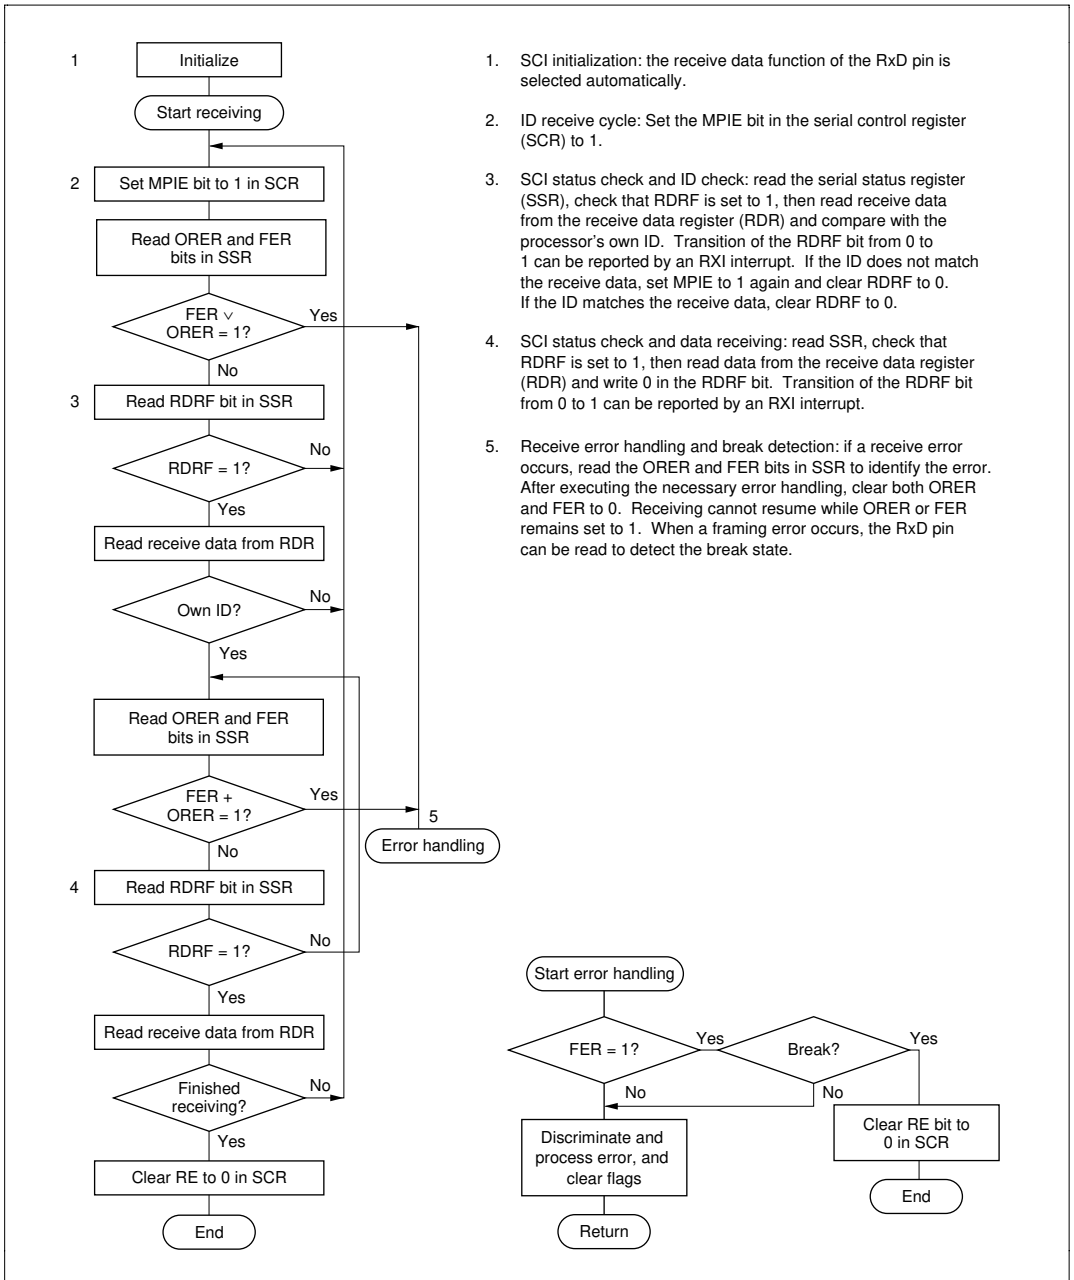 1
Initialize
Start receiving
2
Set MPIE bit to 1 in SCR
Read ORER and FER
bits in SSR
FER ∨
ORER = 1?
Yes
No
3
Read RDRF bit in SSR
RDRF = 1?
No
Yes
Read receive data from RDR
Own ID?
No
Yes
Read ORER and FER
bits in SSR
FER +
ORER = 1?
Yes
5
Error handling
No
4
Read RDRF bit in SSR
RDRF = 1?
No
Yes
Read receive data from RDR
Finished
receiving?
No
Yes
Clear RE to 0 in SCR
End
1. SCI initialization: the receive data function of the RxD pin is
selected automatically.
2. ID receive cycle: Set the MPIE bit in the serial control register
(SCR) to 1.
3. SCI status check and ID check: read the serial status register
(SSR), check that RDRF is set to 1, then read receive data
from the receive data register (RDR) and compare with the
processor's own ID. Transition of the RDRF bit from 0 to
1 can be reported by an RXI interrupt. If the ID does not match
the receive data, set MPIE to 1 again and clear RDRF to 0.
If the ID matches the receive data, clear RDRF to 0.
4. SCI status check and data receiving: read SSR, check that
RDRF is set to 1, then read data from the receive data register
(RDR) and write 0 in the RDRF bit. Transition of the RDRF bit
from 0 to 1 can be reported by an RXI interrupt.
5. Receive error handling and break detection: if a receive error
occurs, read the ORER and FER bits in SSR to identify the error.
After executing the necessary error handling, clear both ORER
and FER to 0. Receiving cannot resume while ORER or FER
remains set to 1. When a framing error occurs, the RxD pin
can be read to detect the break state.
Start error handling
FER = 1?
Yes
Break?
Yes
No
No
Discriminate and
process error, and
clear flags
Return
Clear RE bit to
0 in SCR
End